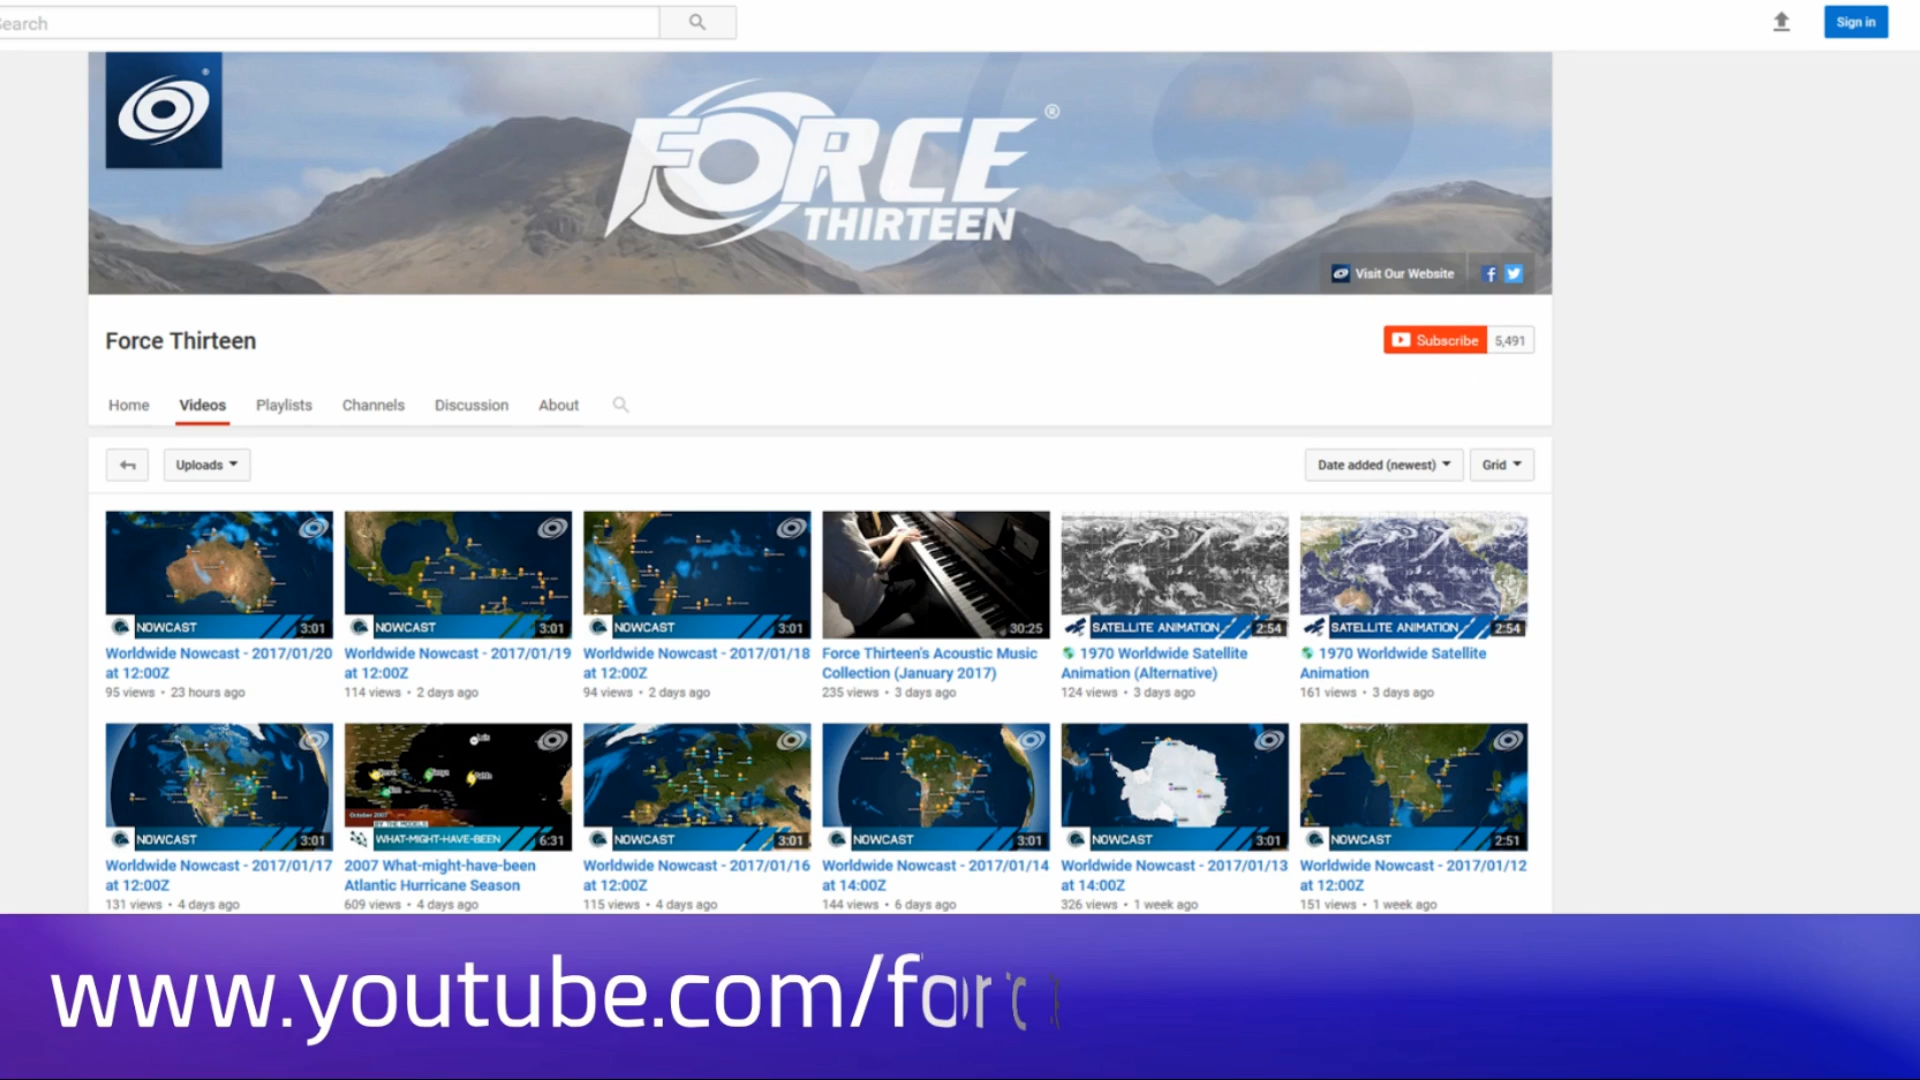 Search
Sign in
FORCE ®
THIRTEEN
Visit Our Website
Force Thirteen
Subscribe 5,491
Home Videos Playlists Channels Discussion About
Uploads
Date added (newest) Grid
NOWCAST 3:01
NOWCAST 3:01
NOWCAST 3:01
30:25
SATELLITE ANIMATION 2:54
SATELLITE ANIMATION 2:54
Worldwide Nowcast - 2017/01/20 at 12:00Z
95 views • 23 hours ago
Worldwide Nowcast - 2017/01/19 at 12:00Z
114 views • 2 days ago
Worldwide Nowcast - 2017/01/18 at 12:00Z
94 views • 2 days ago
Force Thirteen's Acoustic Music Collection (January 2017)
235 views • 3 days ago
1970 Worldwide Satellite Animation (Alternative)
124 views • 3 days ago
1970 Worldwide Satellite Animation
161 views • 3 days ago
NOWCAST 3:01
October 2007
BY THE MODELS
WHAT-MIGHT-HAVE-BEEN 6:31
NOWCAST 3:01
NOWCAST 3:01
NOWCAST 3:01
NOWCAST 2:51
Worldwide Nowcast - 2017/01/17 at 12:00Z
131 views • 4 days ago
2007 What-might-have-been Atlantic Hurricane Season
609 views • 4 days ago
Worldwide Nowcast - 2017/01/16 at 12:00Z
115 views • 4 days ago
Worldwide Nowcast - 2017/01/14 at 14:00Z
144 views • 6 days ago
Worldwide Nowcast - 2017/01/13 at 14:00Z
326 views • 1 week ago
Worldwide Nowcast - 2017/01/12 at 12:00Z
151 views • 1 week ago
www.youtube.com/forc